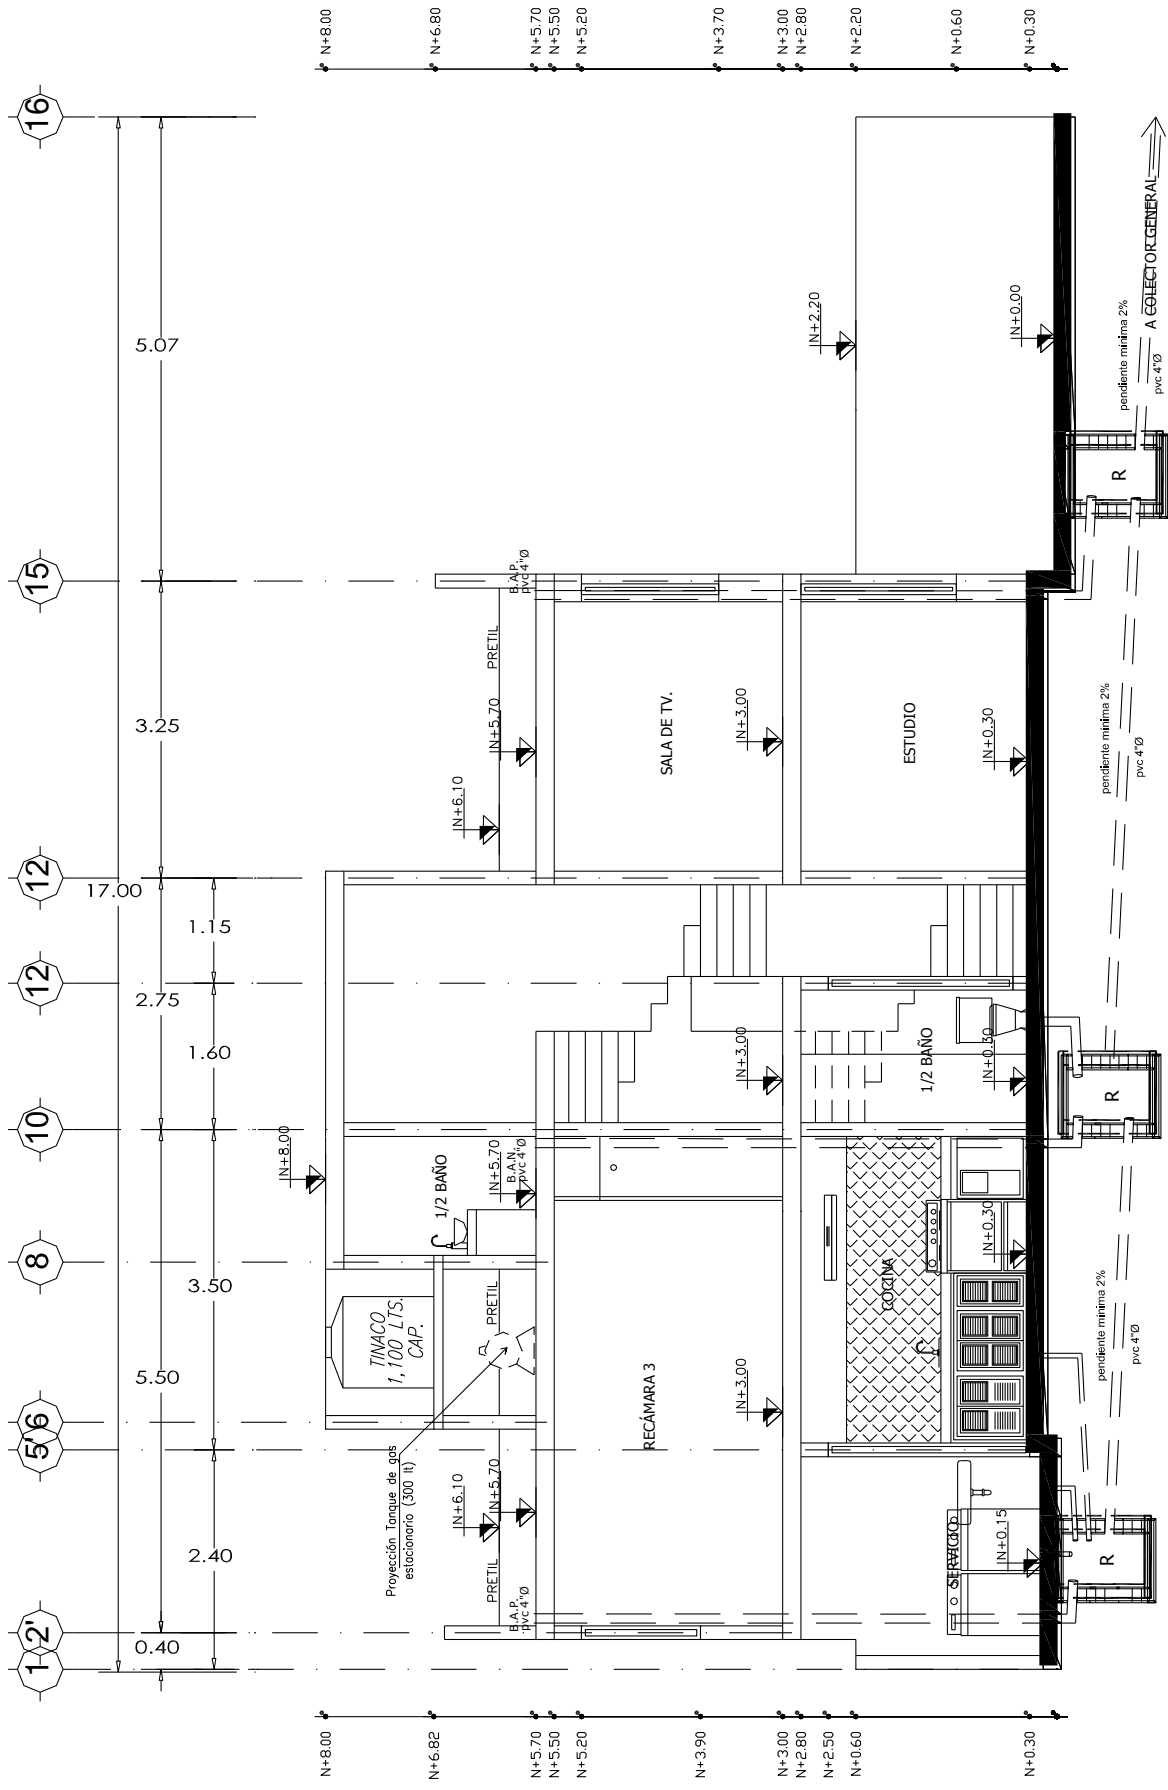 16
15
12
12
10
8
6
5'
2'
1
17.00
5.07
3.25
2.75
5.50
0.40
1.15
1.60
3.50
2.40
N+8.00
N+6.80
N+5.70
N+5.50
N+5.20
N+3.70
N+3.00
N+2.80
N+2.20
N+0.60
N+0.30
N+2.20
N+0.00
B.A.P.
pvc 4"Ø
PRETIL
N+5.70
N+6.10
SALA DE TV.
N+3.00
ESTUDIO
N+0.30
N+3.00
1/2 BAÑO
N+0.30
N+8.00
1/2 BAÑO
N+5.70
B.A.N.
pvc 4"Ø
TINACO
1,100 LTS.
CAP.
PRETIL
Proyección Tanque de gas
estacionario (300 lt)
RECÁMARA 3
N+3.00
COCINA
N+0.30
N+6.10
N+5.70
PRETIL
B.A.P.
pvc 4"Ø
SERVICIO
N+0.15
R
R
R
pendiente minima 2%
pvc 4"Ø
pendiente minima 2%
pvc 4"Ø
pendiente minima 2%
pvc 4"Ø
A COLECTOR GENERAL
N+8.00
N+6.82
N+5.70
N+5.50
N+5.20
N+3.90
N+3.00
N+2.80
N+2.50
N+0.60
N+0.30